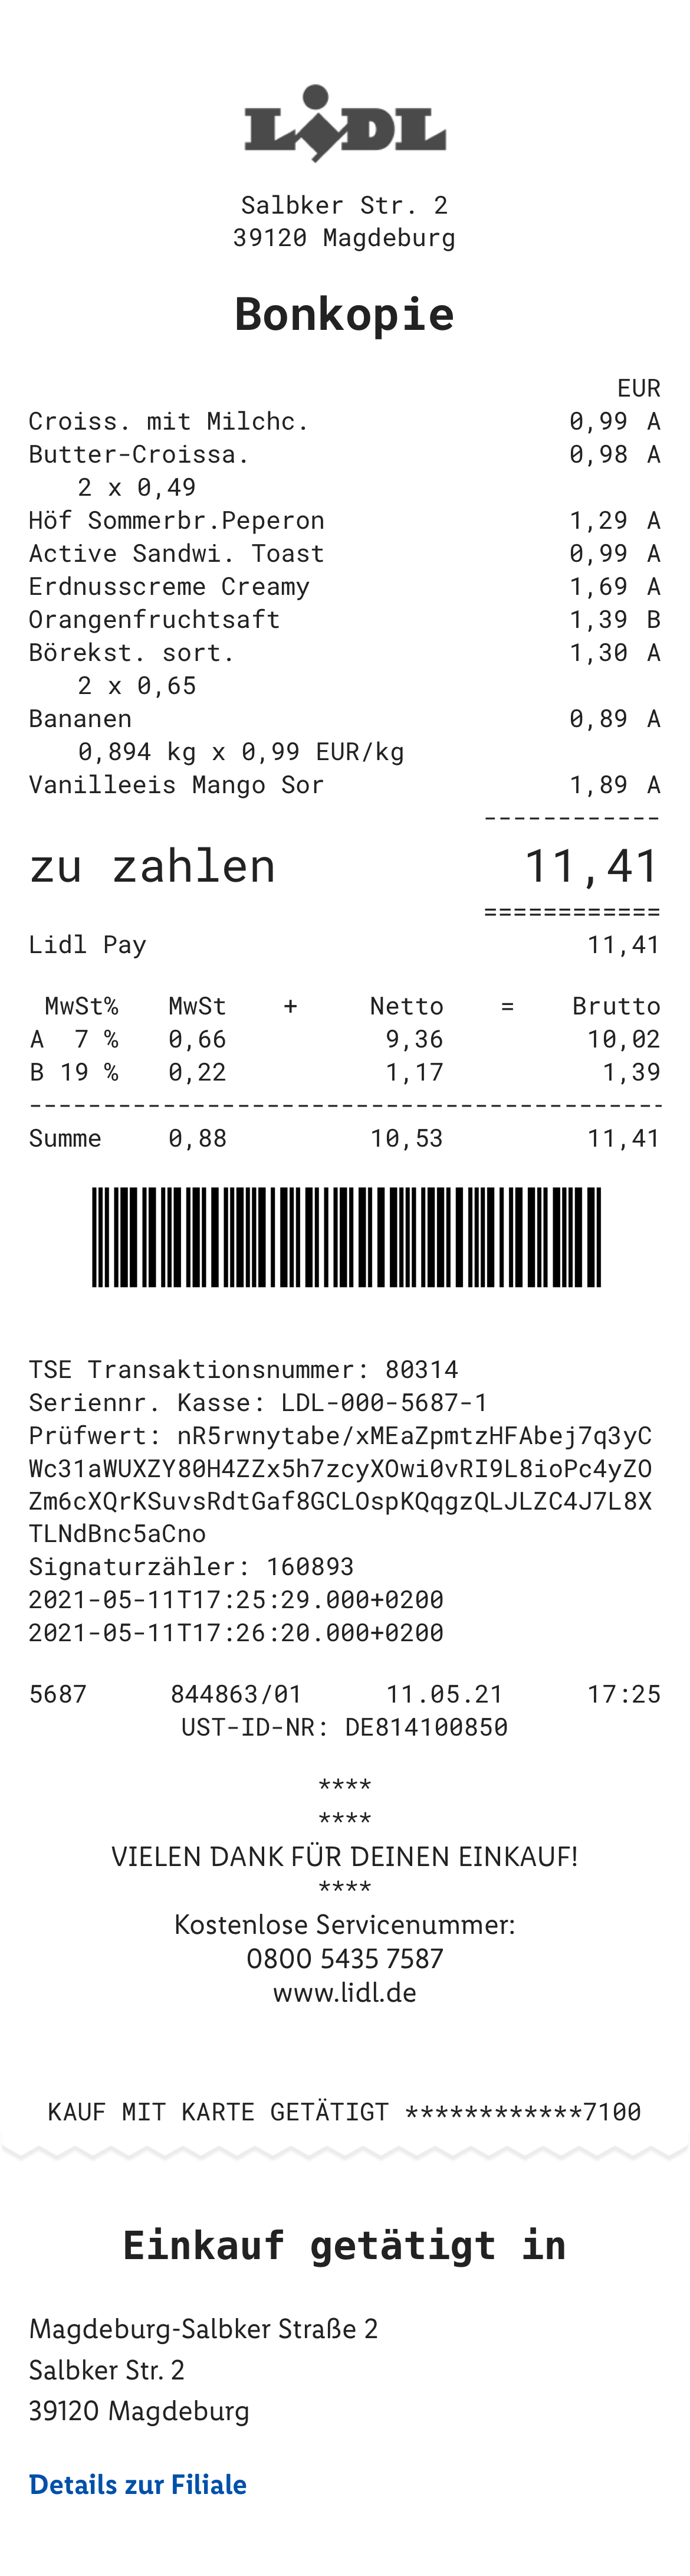 LIDL
Salbker Str. 2
39120 Magdeburg
Bonkopie
EUR
Croiss. mit Milchc. 0,99 A
Butter-Croissa. 0,98 A
2 x 0,49
Höf Sommerbr.Peperon 1,29 A
Active Sandwi. Toast 0,99 A
Erdnusscreme Creamy 1,69 A
Orangenfruchtsaft 1,39 B
Börekst. sort. 1,30 A
2 x 0,65
Bananen 0,89 A
0,894 kg x 0,99 EUR/kg
Vanilleeis Mango Sor 1,89 A
------------
zu zahlen 11,41
============
Lidl Pay 11,41
MwSt% MwSt + Netto = Brutto
A 7 % 0,66 9,36 10,02
B 19 % 0,22 1,17 1,39
-------------------------------------------
Summe 0,88 10,53 11,41
TSE Transaktionsnummer: 80314
Seriennr. Kasse: LDL-000-5687-1
Prüfwert: nR5rwnytabe/xMEaZpmtzHFAbej7q3yC
Wc31aWUXZY80H4ZZx5h7zcyXOwi0vRI9L8ioPc4yZO
Zm6cXQrKSuvsRdtGaf8GCLOspKQqgzQLJLZC4J7L8X
TLNdBnc5aCno
Signaturzähler: 160893
2021-05-11T17:25:29.000+0200
2021-05-11T17:26:20.000+0200
5687 844863/01 11.05.21 17:25
UST-ID-NR: DE814100850
****
****
VIELEN DANK FÜR DEINEN EINKAUF!
****
Kostenlose Servicenummer:
0800 5435 7587
www.lidl.de
KAUF MIT KARTE GETÄTIGT ************7100
Einkauf getätigt in
Magdeburg-Salbker Straße 2
Salbker Str. 2
39120 Magdeburg
Details zur Filiale